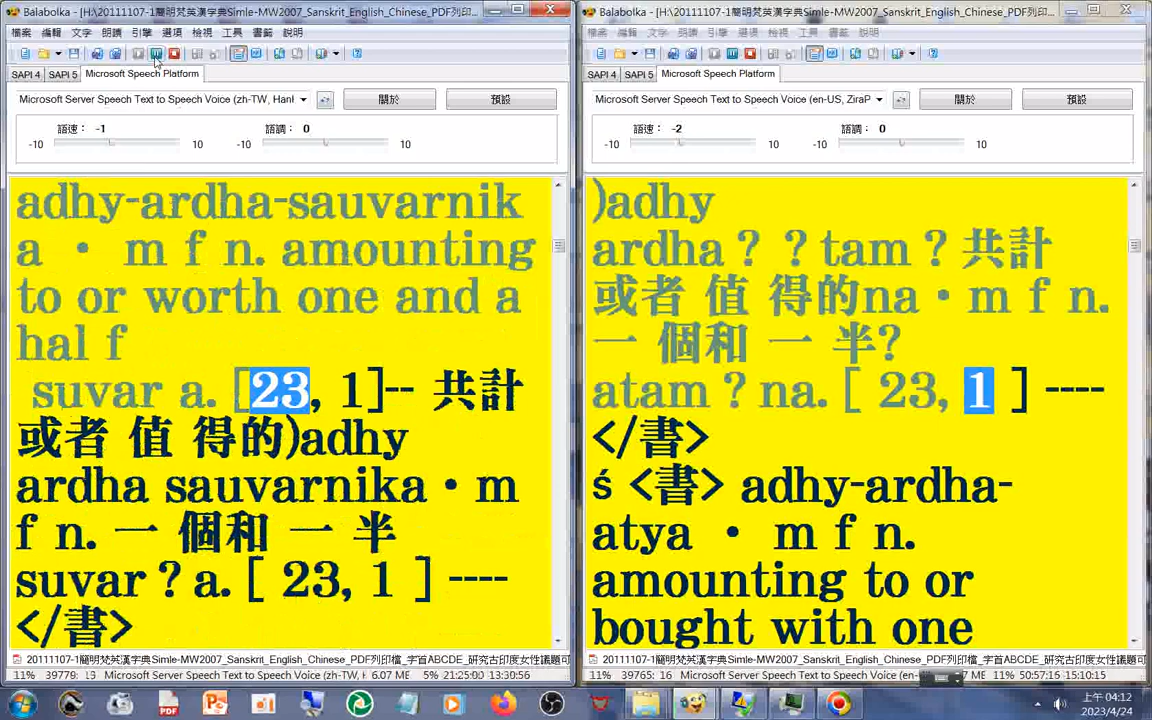 Balabolka - [H:\20111107-1簡明梵英漢字典Simle-MW2007_Sanskrit_English_Chinese_PDF列印...
檔案 編輯 文字 朗讀 引擎 選項 檢視 工具 書籤 說明
SAPI 4 SAPI 5 Microsoft Speech Platform
Microsoft Server Speech Text to Speech Voice (zh-TW, Hanl
關於 預設
語速： -1 語調： 0
-10 10 -10 10
adhy-ardha-sauvarnik
a • m f n. amounting
to or worth one and a
hal f
suvar a. [23, 1]-- 共計
或者 值 得的)adhy
ardha sauvarnika • m
f n. 一 個和 一 半
suvar ? a. [ 23, 1 ] ----
</書>
20111107-1簡明梵英漢字典Simle-MW2007_Sanskrit_English_Chinese_PDF列印檔_字首ABCDE_研究古印度女性議題可
11% 39779: 13 Microsoft Server Speech Text to Speech Voice (zh-TW, H 6.07 MB 5% 21:25:00 13:30:56
Balabolka - [H:\20111107-1簡明梵英漢字典Simle-MW2007_Sanskrit_English_Chinese_PDF列印...
檔案 編輯 文字 朗讀 引擎 選項 檢視 工具 書籤 說明
SAPI 4 SAPI 5 Microsoft Speech Platform
Microsoft Server Speech Text to Speech Voice (en-US, ZiraP
關於 預設
語速： -2 語調： 0
-10 10 -10 10
)adhy
ardha ? ? tam ? 共計
或者 值 得的na • m f n.
一 個和 一 半?
atam ? na. [ 23, 1 ] ----
</書>
ś <書> adhy-ardha-
atya • m f n.
amounting to or
bought with one
20111107-1簡明梵英漢字典Simle-MW2007_Sanskrit_English_Chinese_PDF列印檔_字首ABCDE_研究古印度女性議題可
11% 39765: 16 Microsoft Server Speech Text to Speech Voice 11% 50:57:16 15:10:15
上午 04:12
2023/4/24